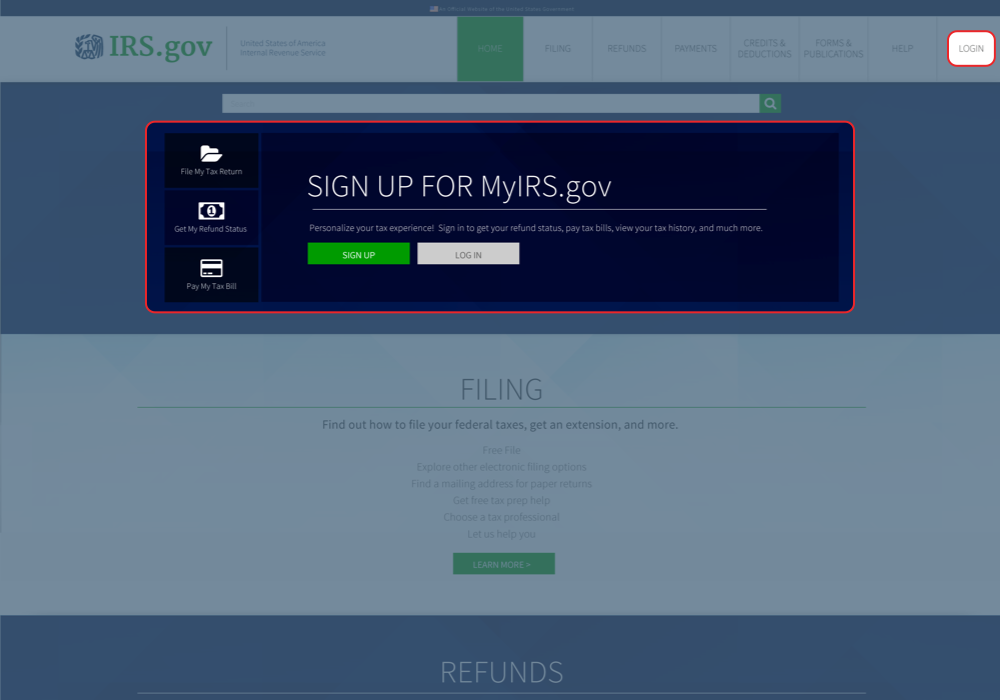 An Official Website of the United States Government
IRS.gov
United States of America
Internal Revenue Service
HOME
FILING
REFUNDS
PAYMENTS
CREDITS &
DEDUCTIONS
FORMS &
PUBLICATIONS
HELP
LOGIN
File My Tax Return
Get My Refund Status
Pay My Tax Bill
SIGN UP FOR MyIRS.gov
Personalize your tax experience! Sign in to get your refund status, pay tax bills, view your tax history, and much more.
SIGN UP
LOG IN
FILING
Find out how to file your federal taxes, get an extension, and more.
Free File
Explore other electronic filing options
Find a mailing address for paper returns
Get free tax prep help
Choose a tax professional
Let us help you
LEARN MORE >
REFUNDS